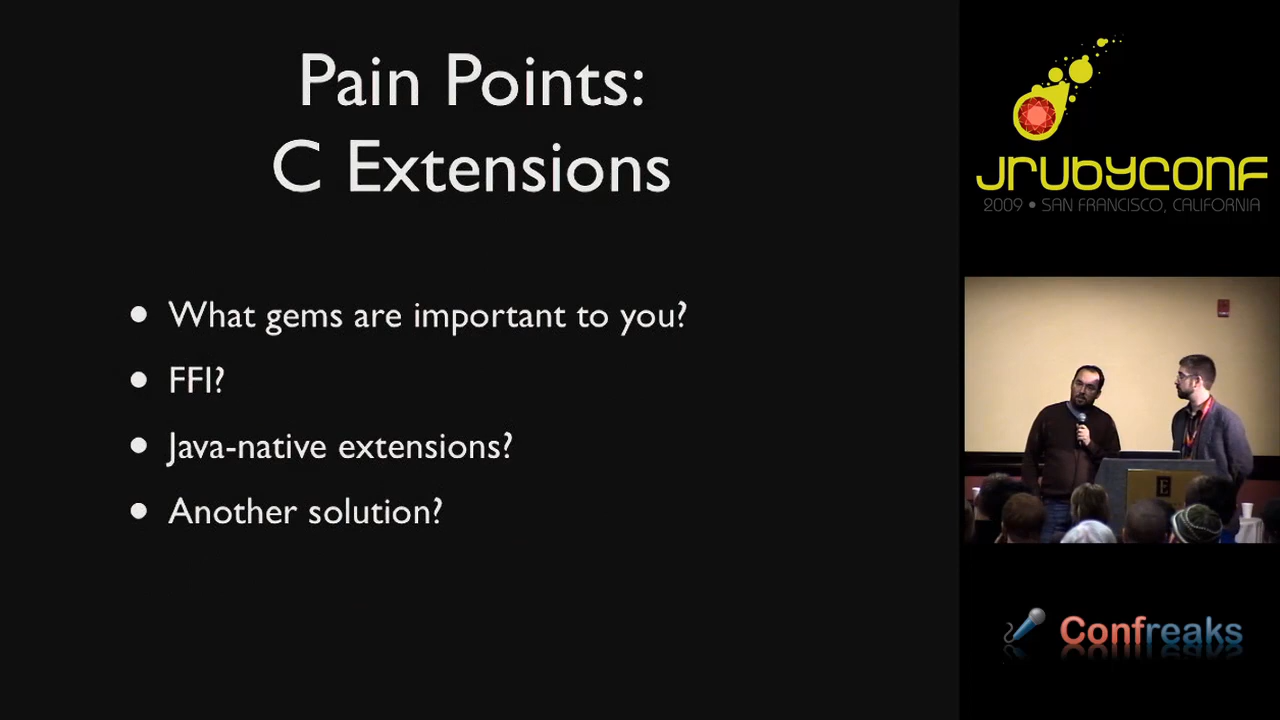 Pain Points:
C Extensions
• What gems are important to you?
• FFI?
• Java-native extensions?
• Another solution?
JRUBYCONF
2009 • SAN FRANCISCO, CALIFORNIA
E
Confreaks